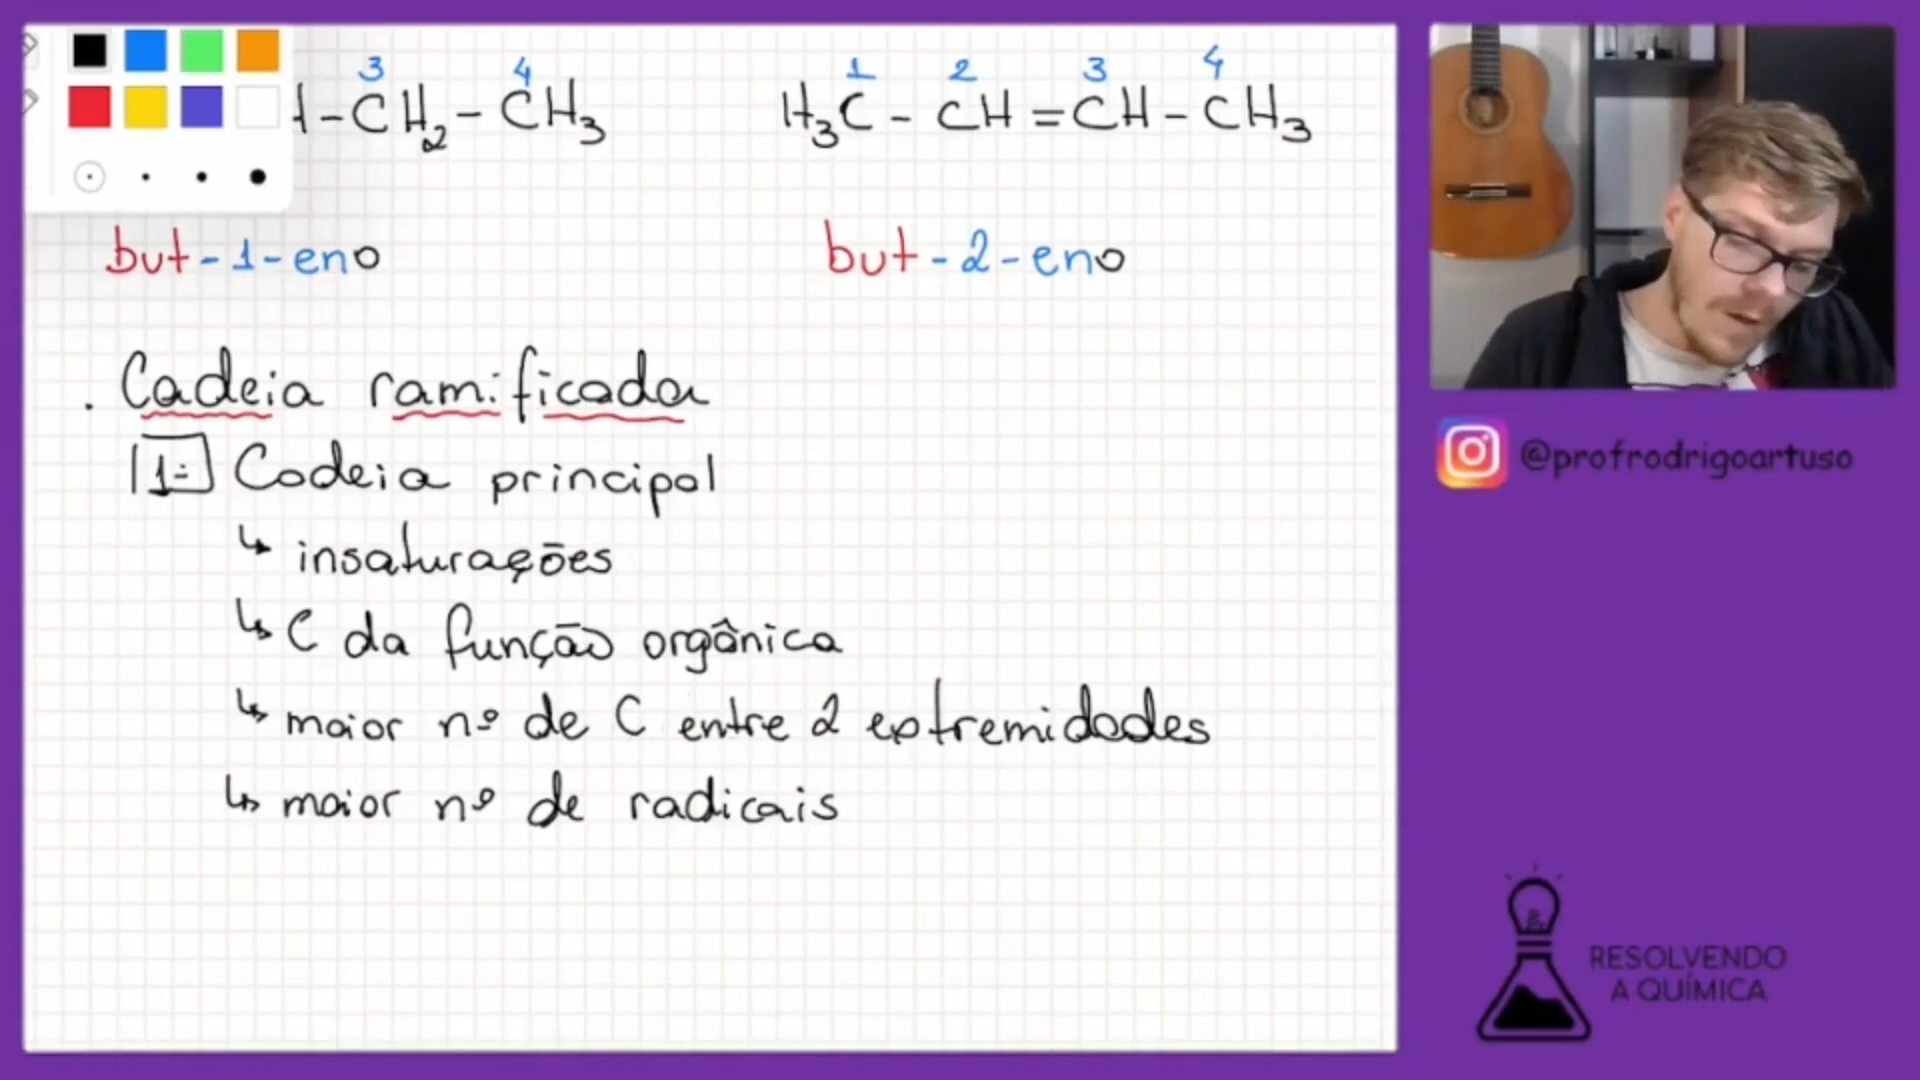 3 4
-CH2-CH3
1 2 3 4
H3C-CH=CH-CH3
but-1-eno
but-2-eno
. Cadeia ramificada
1- Cadeia principal
↳ insaturações
↳ C da função orgânica
↳ maior nº de C entre 2 extremidades
↳ maior nº de radicais
@profrodrigoartuso
RESOLVENDO
A QUÍMICA